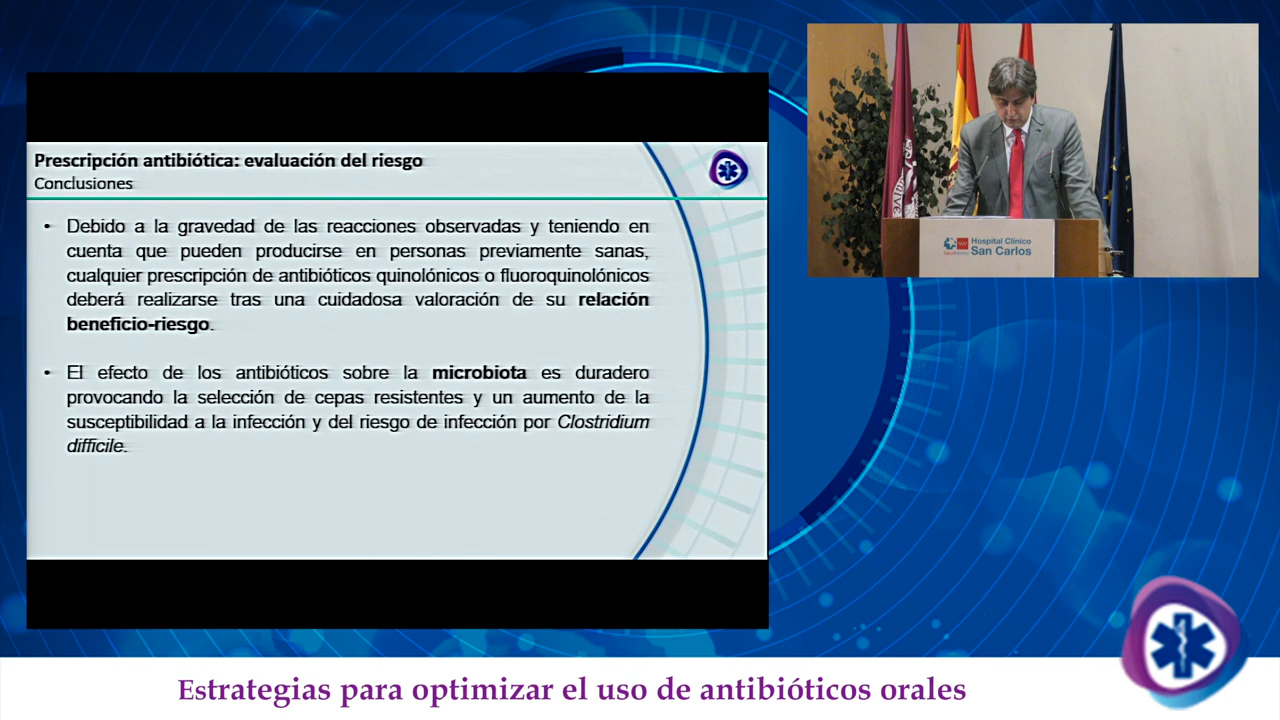 Prescripción antibiótica: evaluación del riesgo
Conclusiones
• Debido a la gravedad de las reacciones observadas y teniendo en
cuenta que pueden producirse en personas previamente sanas,
cualquier prescripción de antibióticos quinolónicos o fluoroquinolónicos
deberá realizarse tras una cuidadosa valoración de su relación
beneficio-riesgo.
• El efecto de los antibióticos sobre la microbiota es duradero
provocando la selección de cepas resistentes y un aumento de la
susceptibilidad a la infección y del riesgo de infección por Clostridium
difficile.
Hospital Clínico
San Carlos
Estrategias para optimizar el uso de antibióticos orales